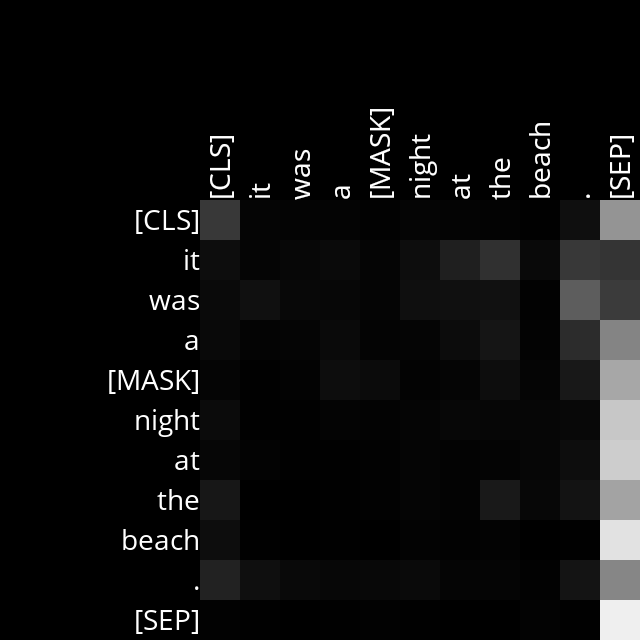 [CLS] it was a [MASK] night at the beach . [SEP]
[CLS]
it
was
a
[MASK]
night
at
the
beach
.
[SEP]